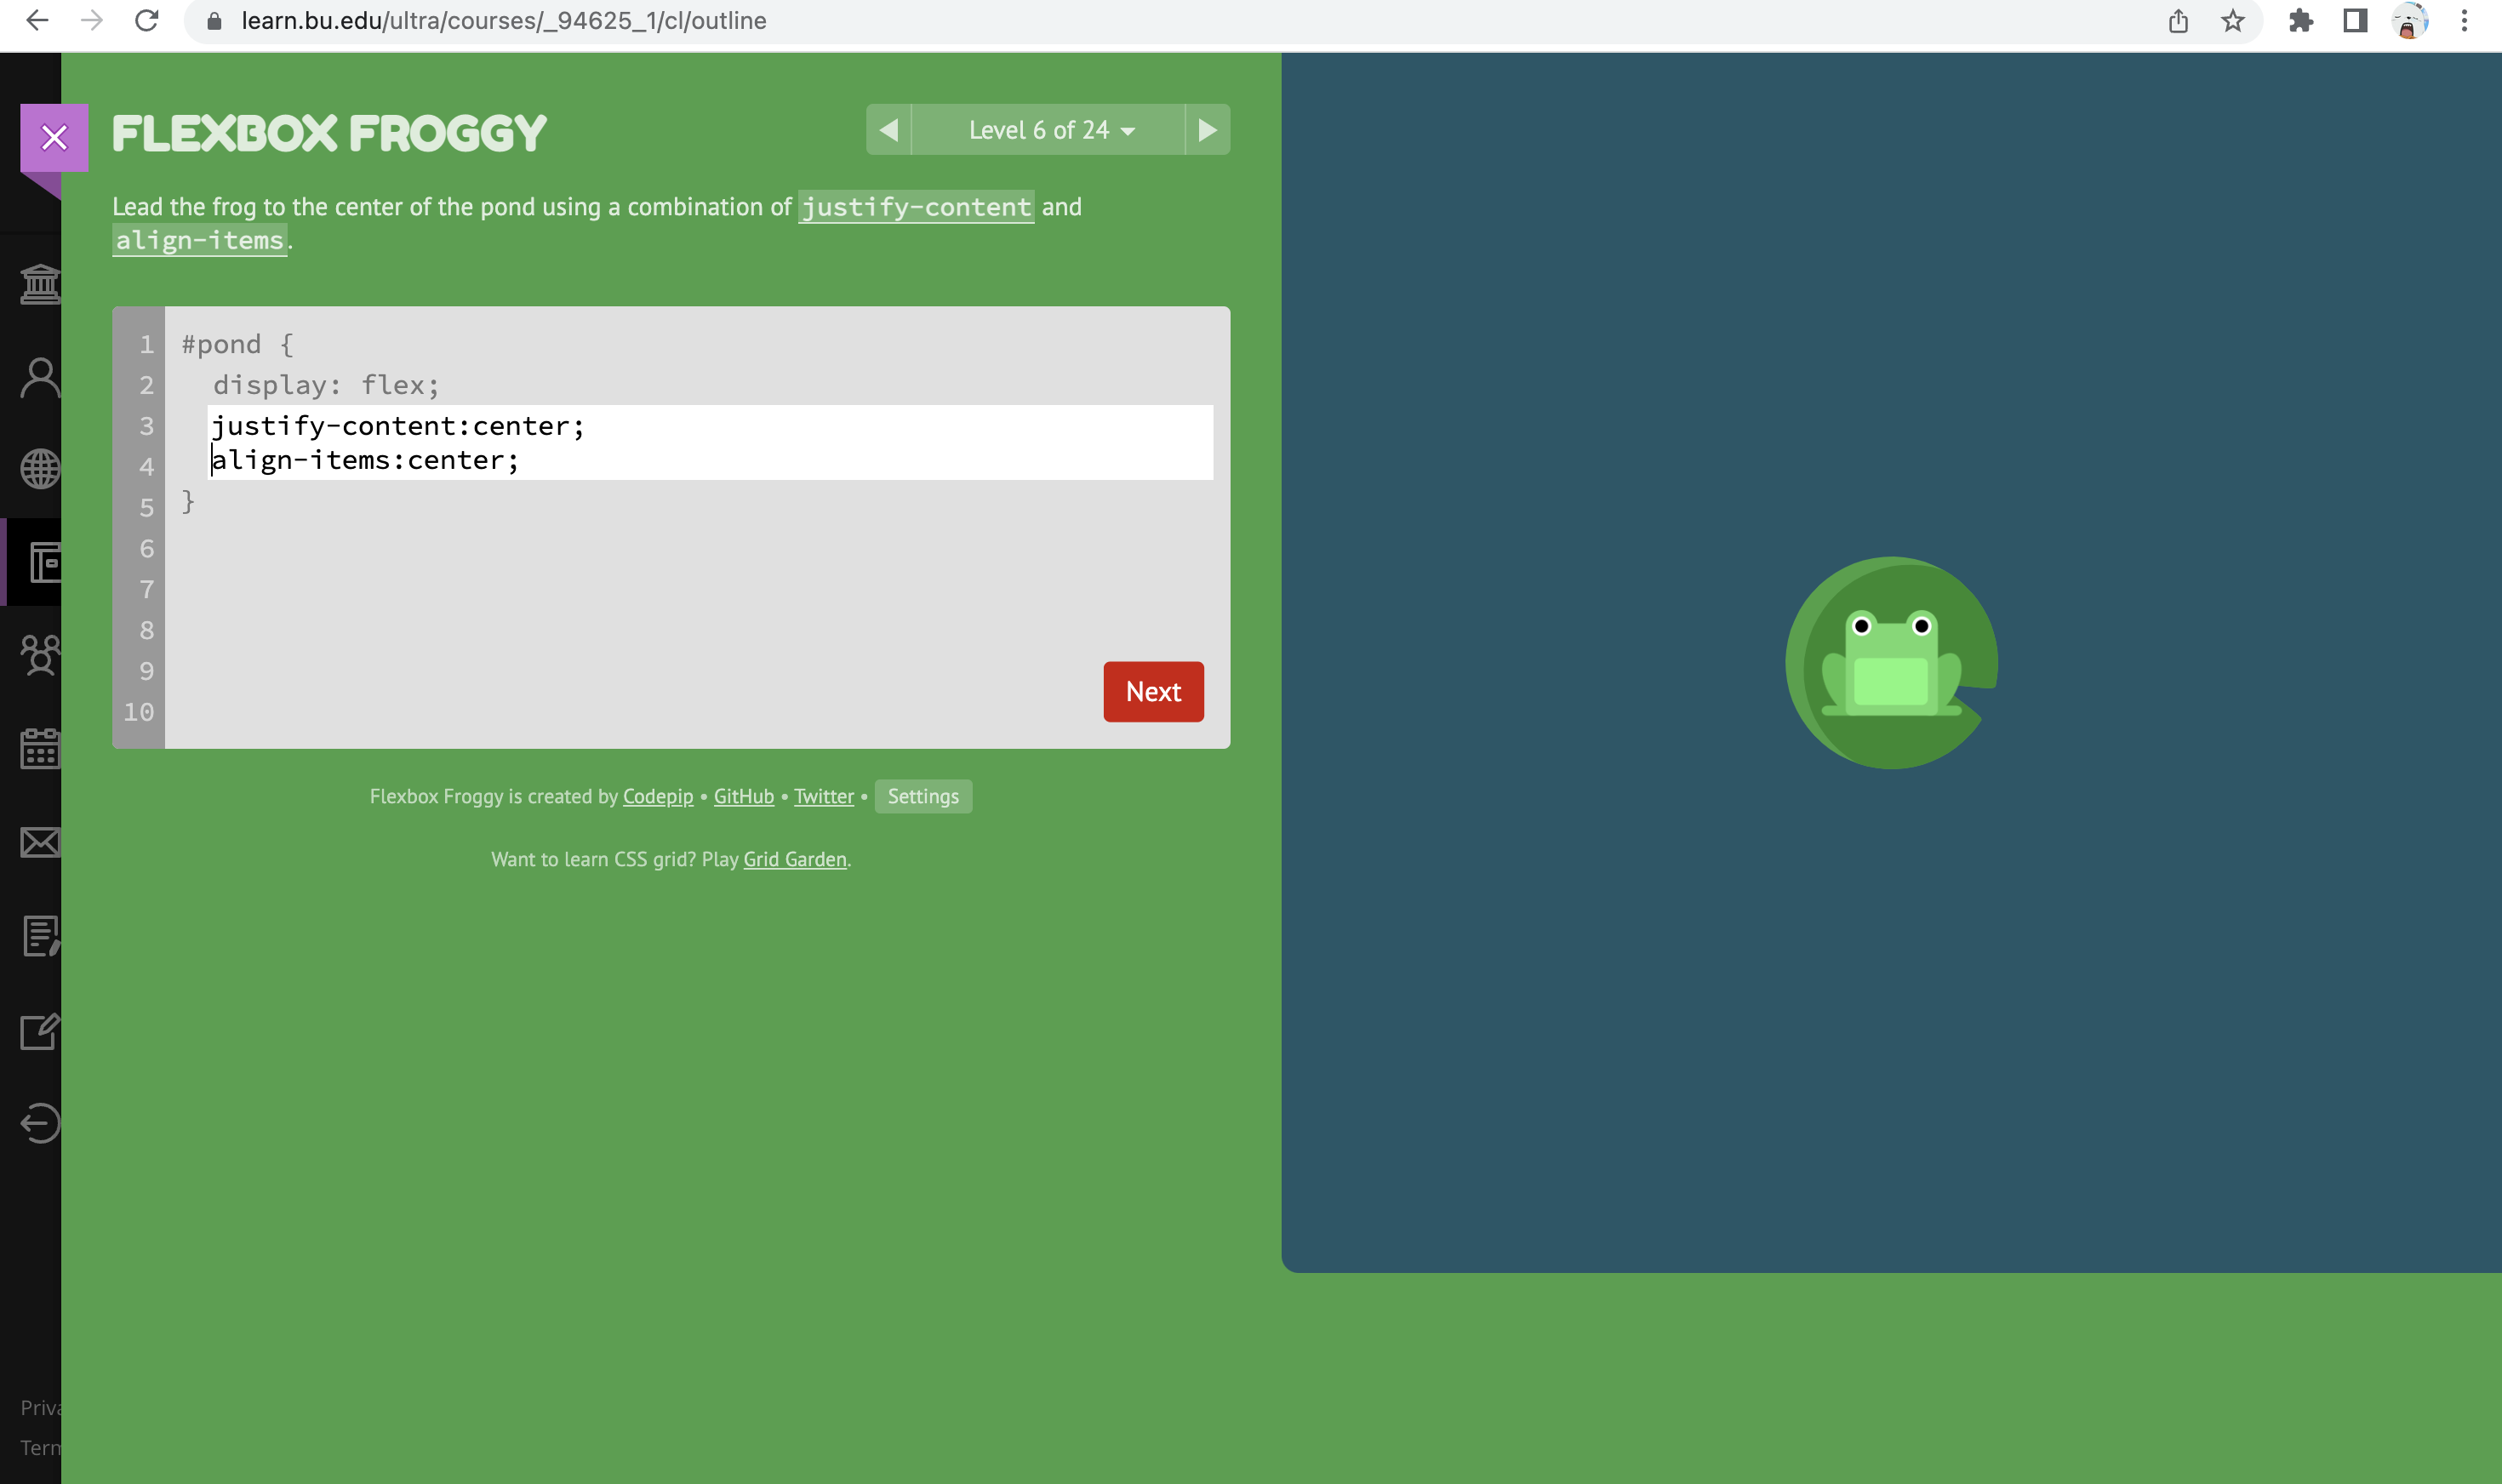 learn.bu.edu/ultra/courses/_94625_1/cl/outline
FLEXBOX FROGGY
Level 6 of 24
Lead the frog to the center of the pond using a combination of justify-content and
align-items.
1 #pond {
2 display: flex;
3 justify-content:center;
4 align-items:center;
5 }
6
7
8
9
10
Next
Flexbox Froggy is created by Codepip • GitHub • Twitter • Settings
Want to learn CSS grid? Play Grid Garden.
Priva
Term